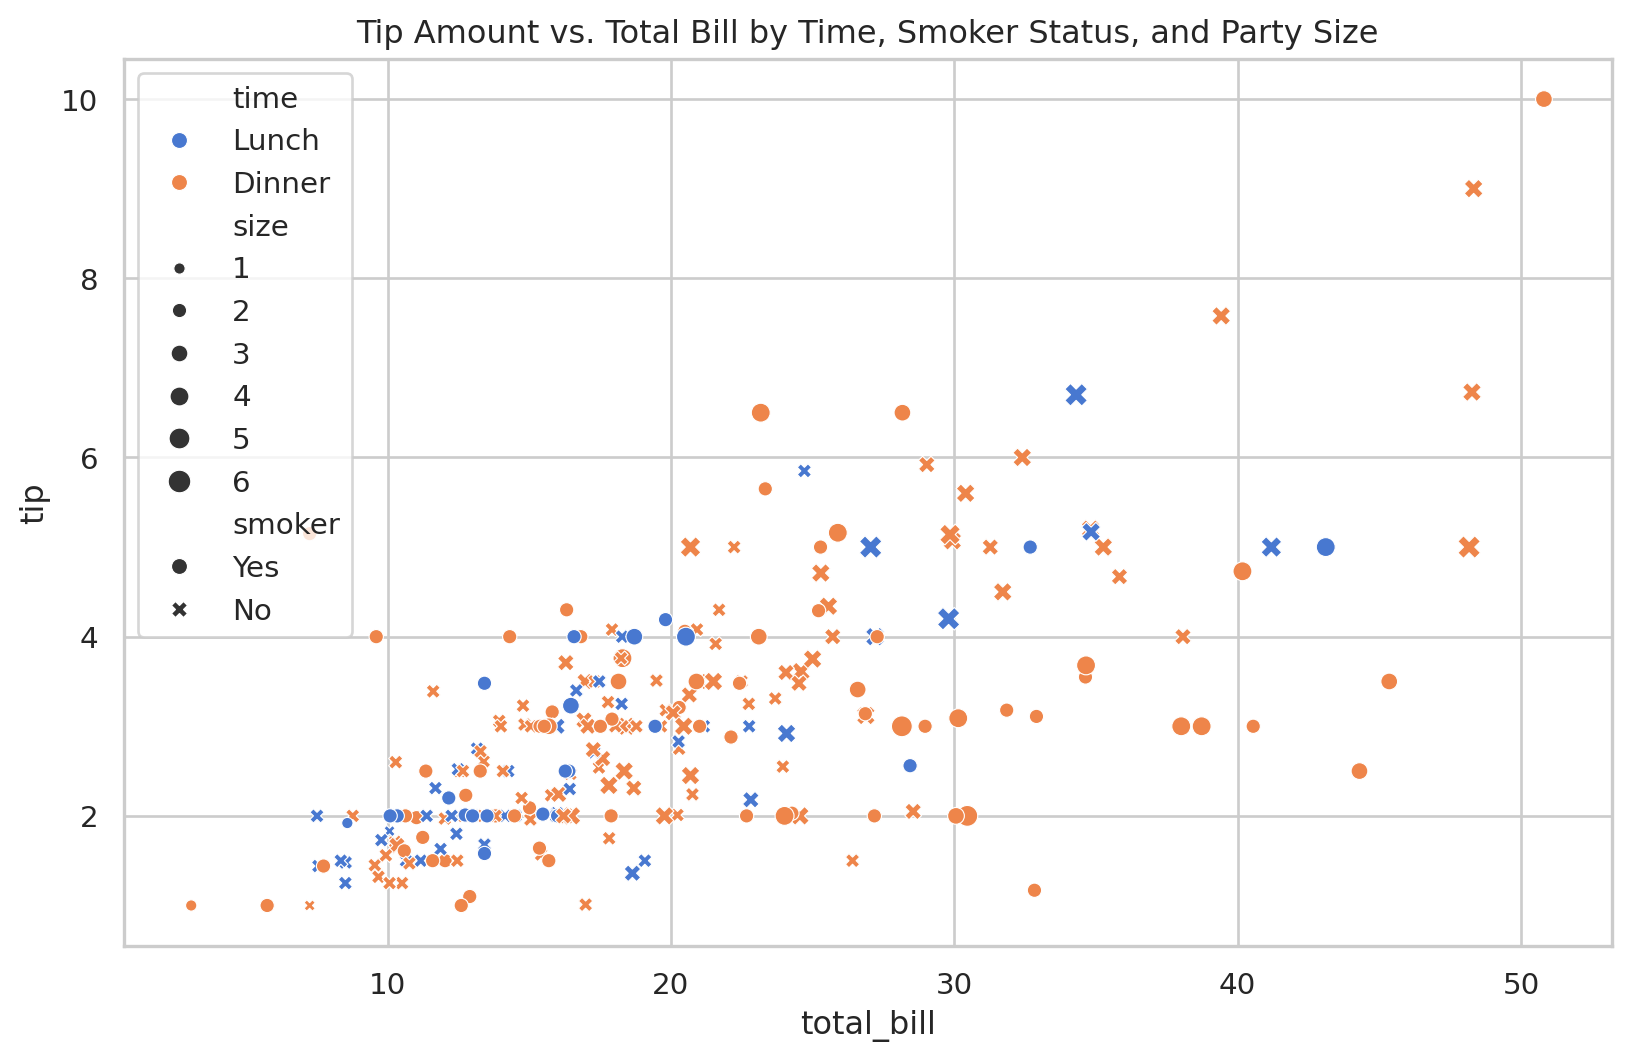 Tip Amount vs. Total Bill by Time, Smoker Status, and Party Size
time
Lunch
Dinner
size
1
2
3
4
5
6
smoker
Yes
No
10
8
6
4
2
tip
10
20
30
40
50
total_bill